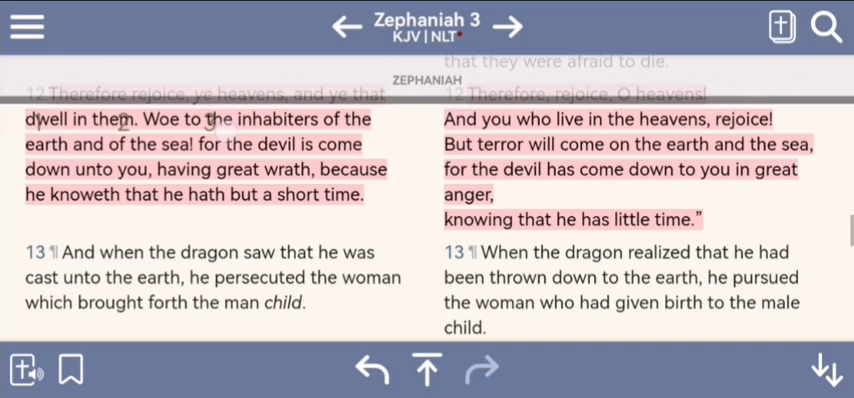 Zephaniah 3
KJV | NLT
that they were afraid to die.
ZEPHANIAH
12 Therefore rejoice, ye heavens, and ye that
dwell in them. Woe to the inhabiters of the
earth and of the sea! for the devil is come
down unto you, having great wrath, because
he knoweth that he hath but a short time.
1 2 3
13 ¶ And when the dragon saw that he was
cast unto the earth, he persecuted the woman
which brought forth the man child.
12 Therefore, rejoice, O heavens!
And you who live in the heavens, rejoice!
But terror will come on the earth and the sea,
for the devil has come down to you in great
anger,
knowing that he has little time.”
13 ¶ When the dragon realized that he had
been thrown down to the earth, he pursued
the woman who had given birth to the male
child.